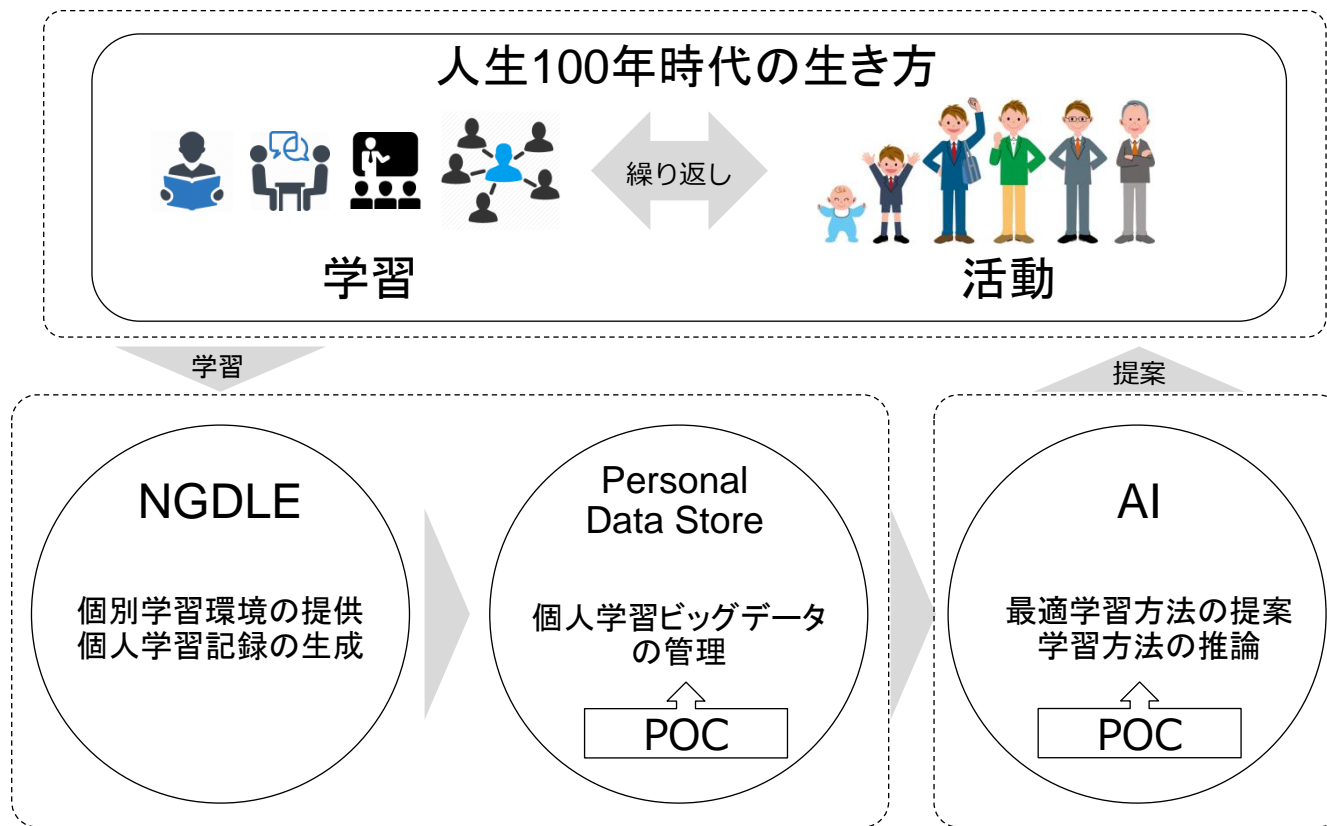 人生100年時代の生き方
繰り返し
学習
活動
学習
提案
NGDLE
個別学習環境の提供
個人学習記録の生成
Personal
Data Store
個人学習ビッグデータ
の管理
POC
AI
最適学習方法の提案
学習方法の推論
POC